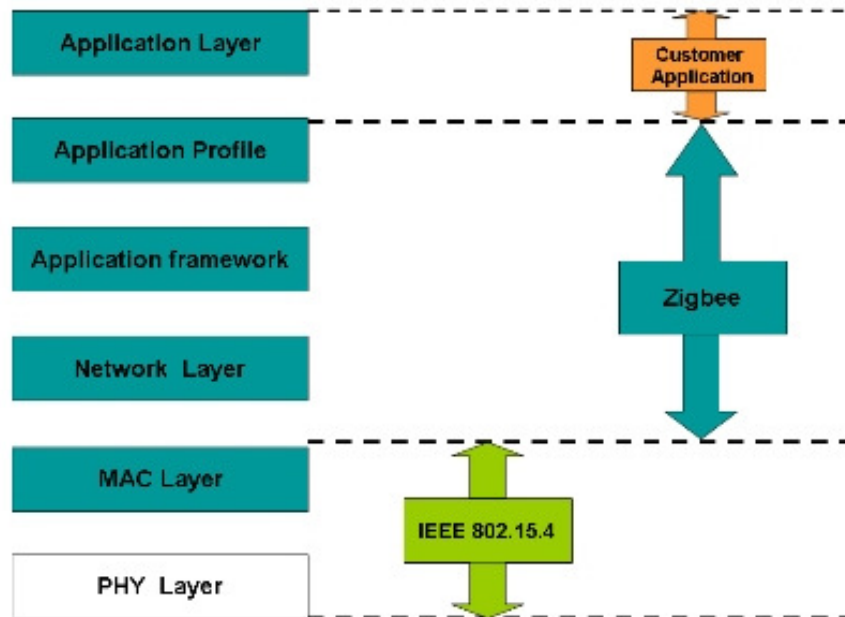 Application Layer
Customer
Application
Application Profile
Application framework
Zigbee
Network Layer
MAC Layer
IEEE 802.15.4
PHY Layer